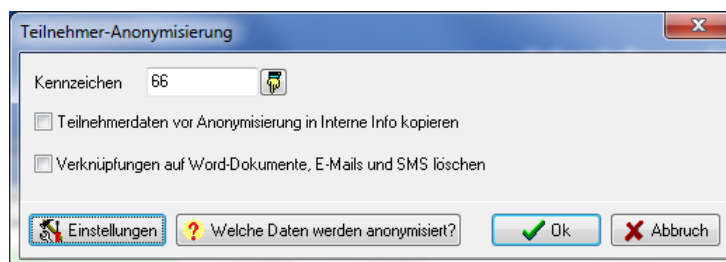 Teilnehmer-Anonymisierung
Kennzeichen 66
Teilnehmerdaten vor Anonymisierung in Interne Info kopieren
Verknüpfungen auf Word-Dokumente, E-Mails und SMS löschen
Einstellungen ? Welche Daten werden anonymisiert? Ok Abbruch